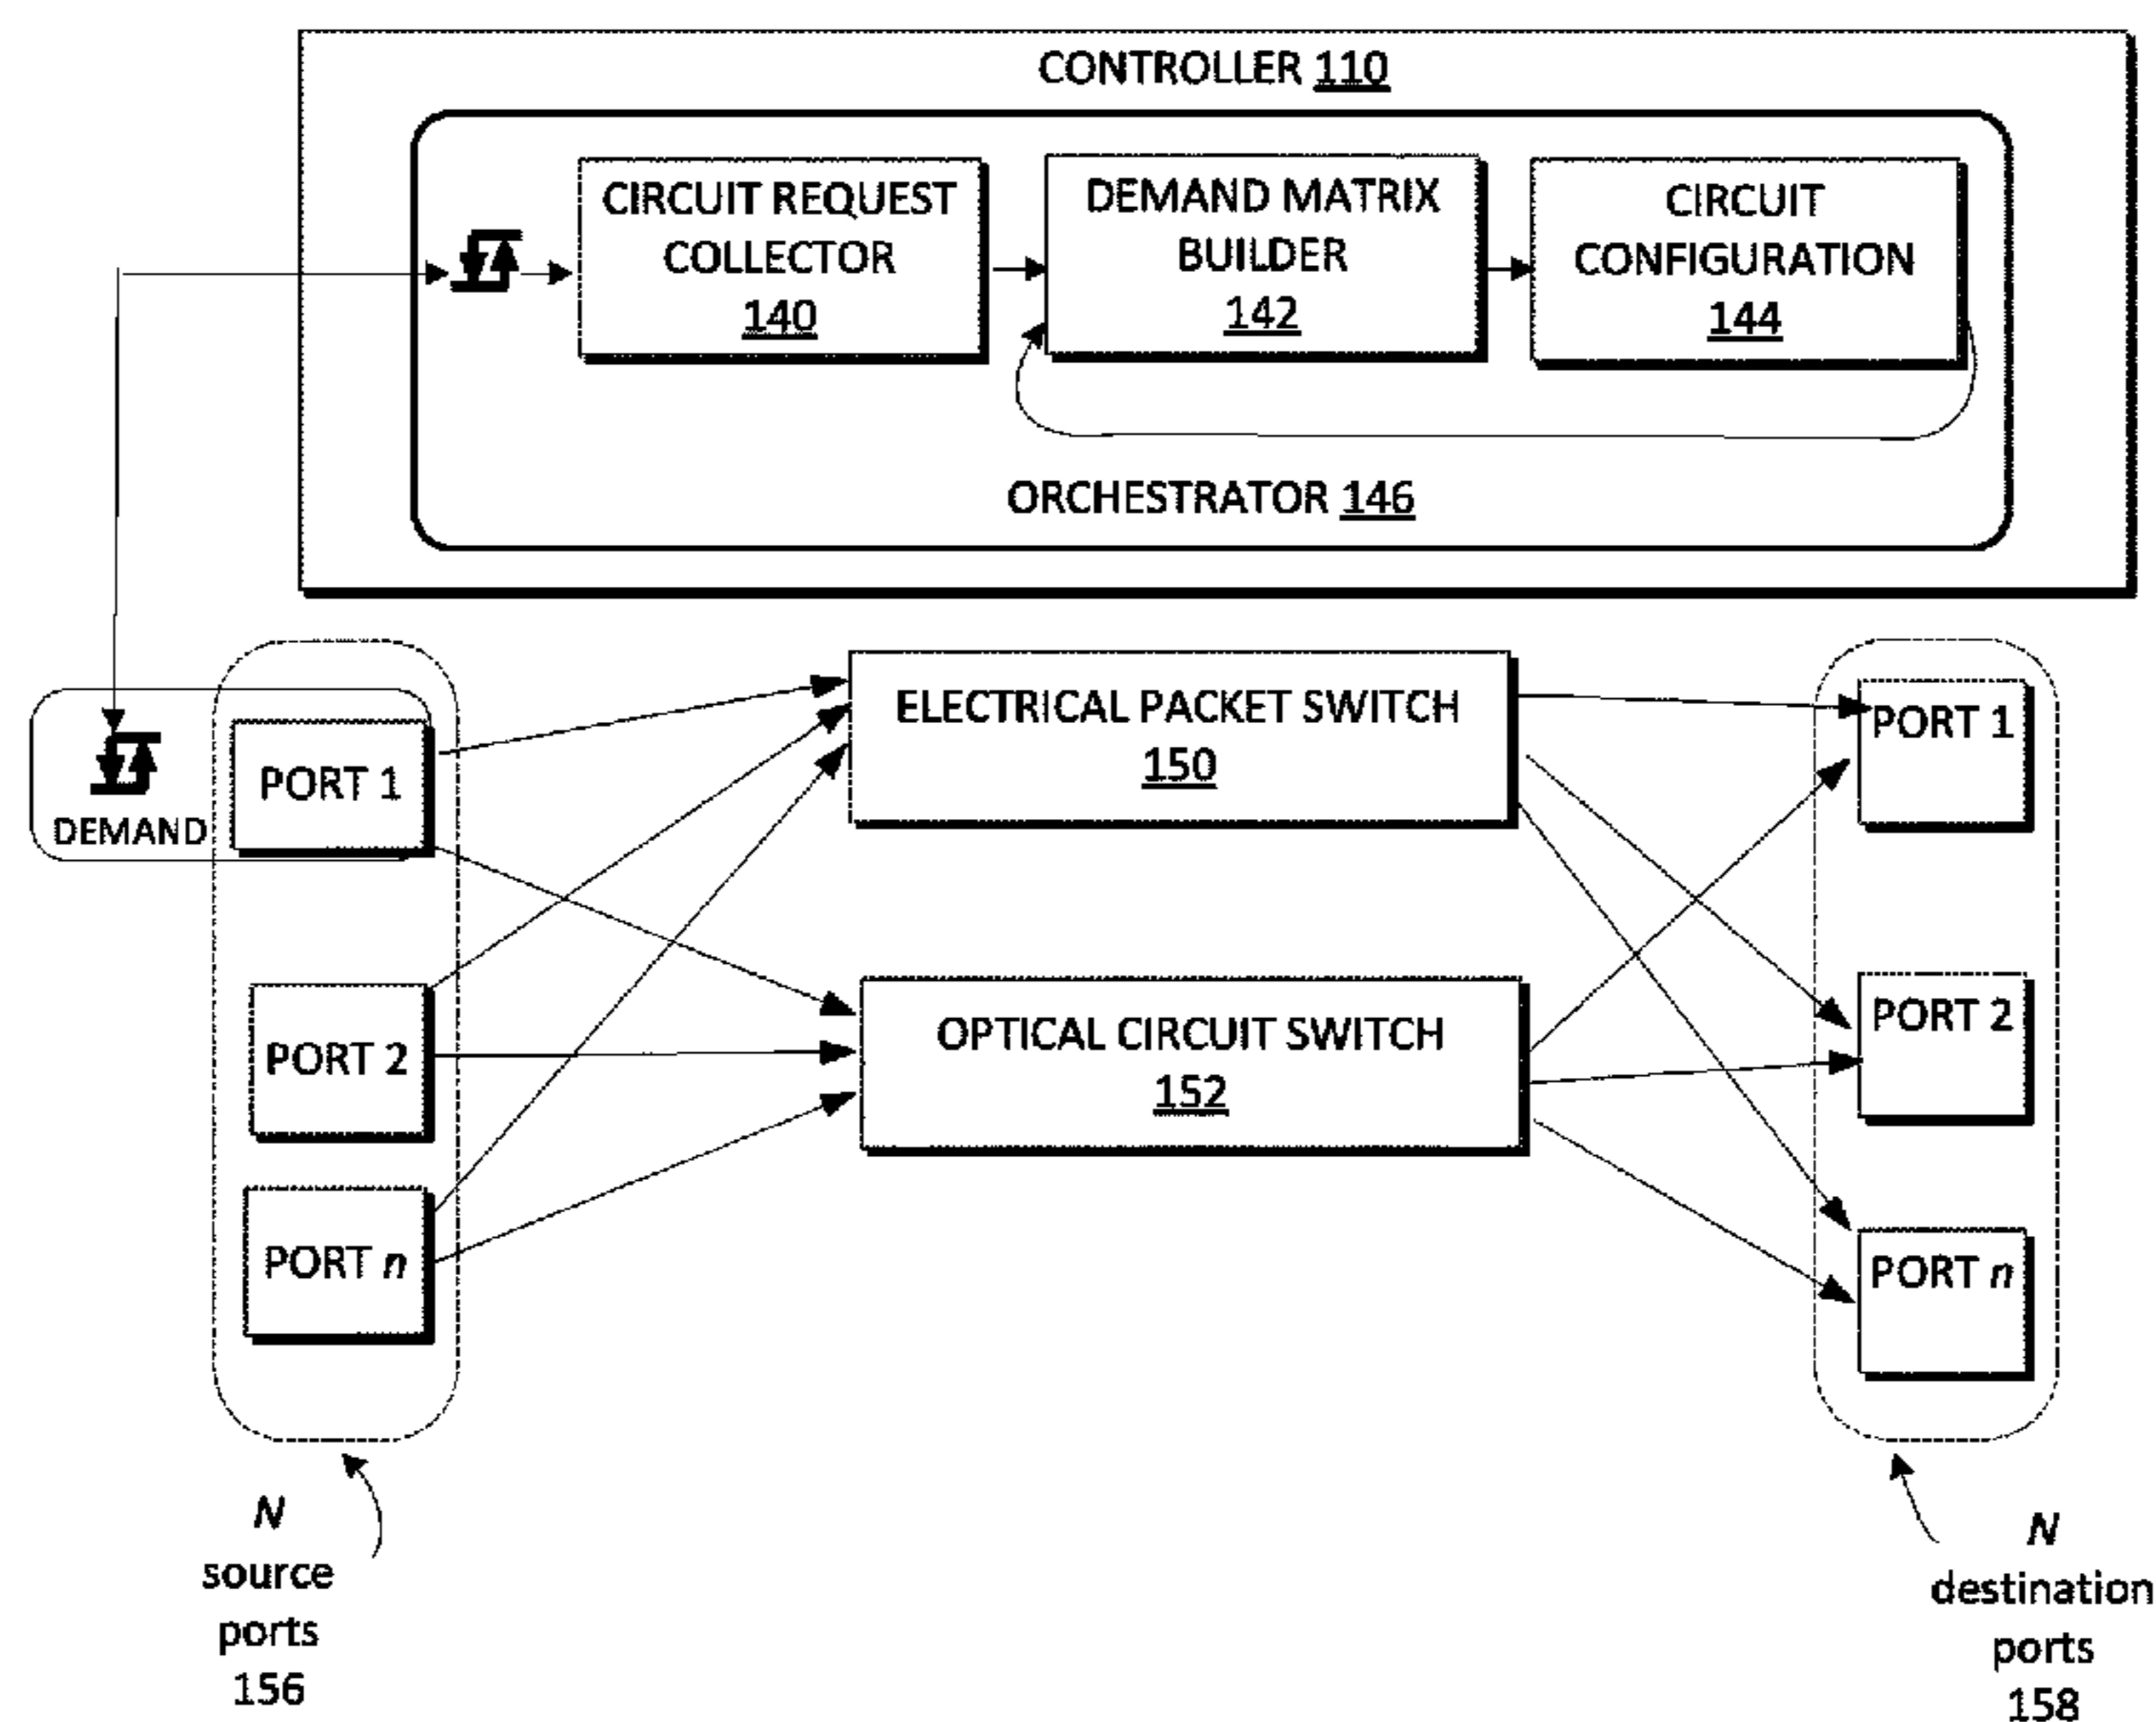 CONTROLLER 110
CIRCUIT REQUEST
COLLECTOR
140
DEMAND MATRIX
BUILDER
142
CIRCUIT
CONFIGURATION
144
ORCHESTRATOR 146
DEMAND
PORT 1
PORT 2
PORT n
ELECTRICAL PACKET SWITCH
150
OPTICAL CIRCUIT SWITCH
152
PORT 1
PORT 2
PORT n
N
source
ports
156
N
destination
ports
158